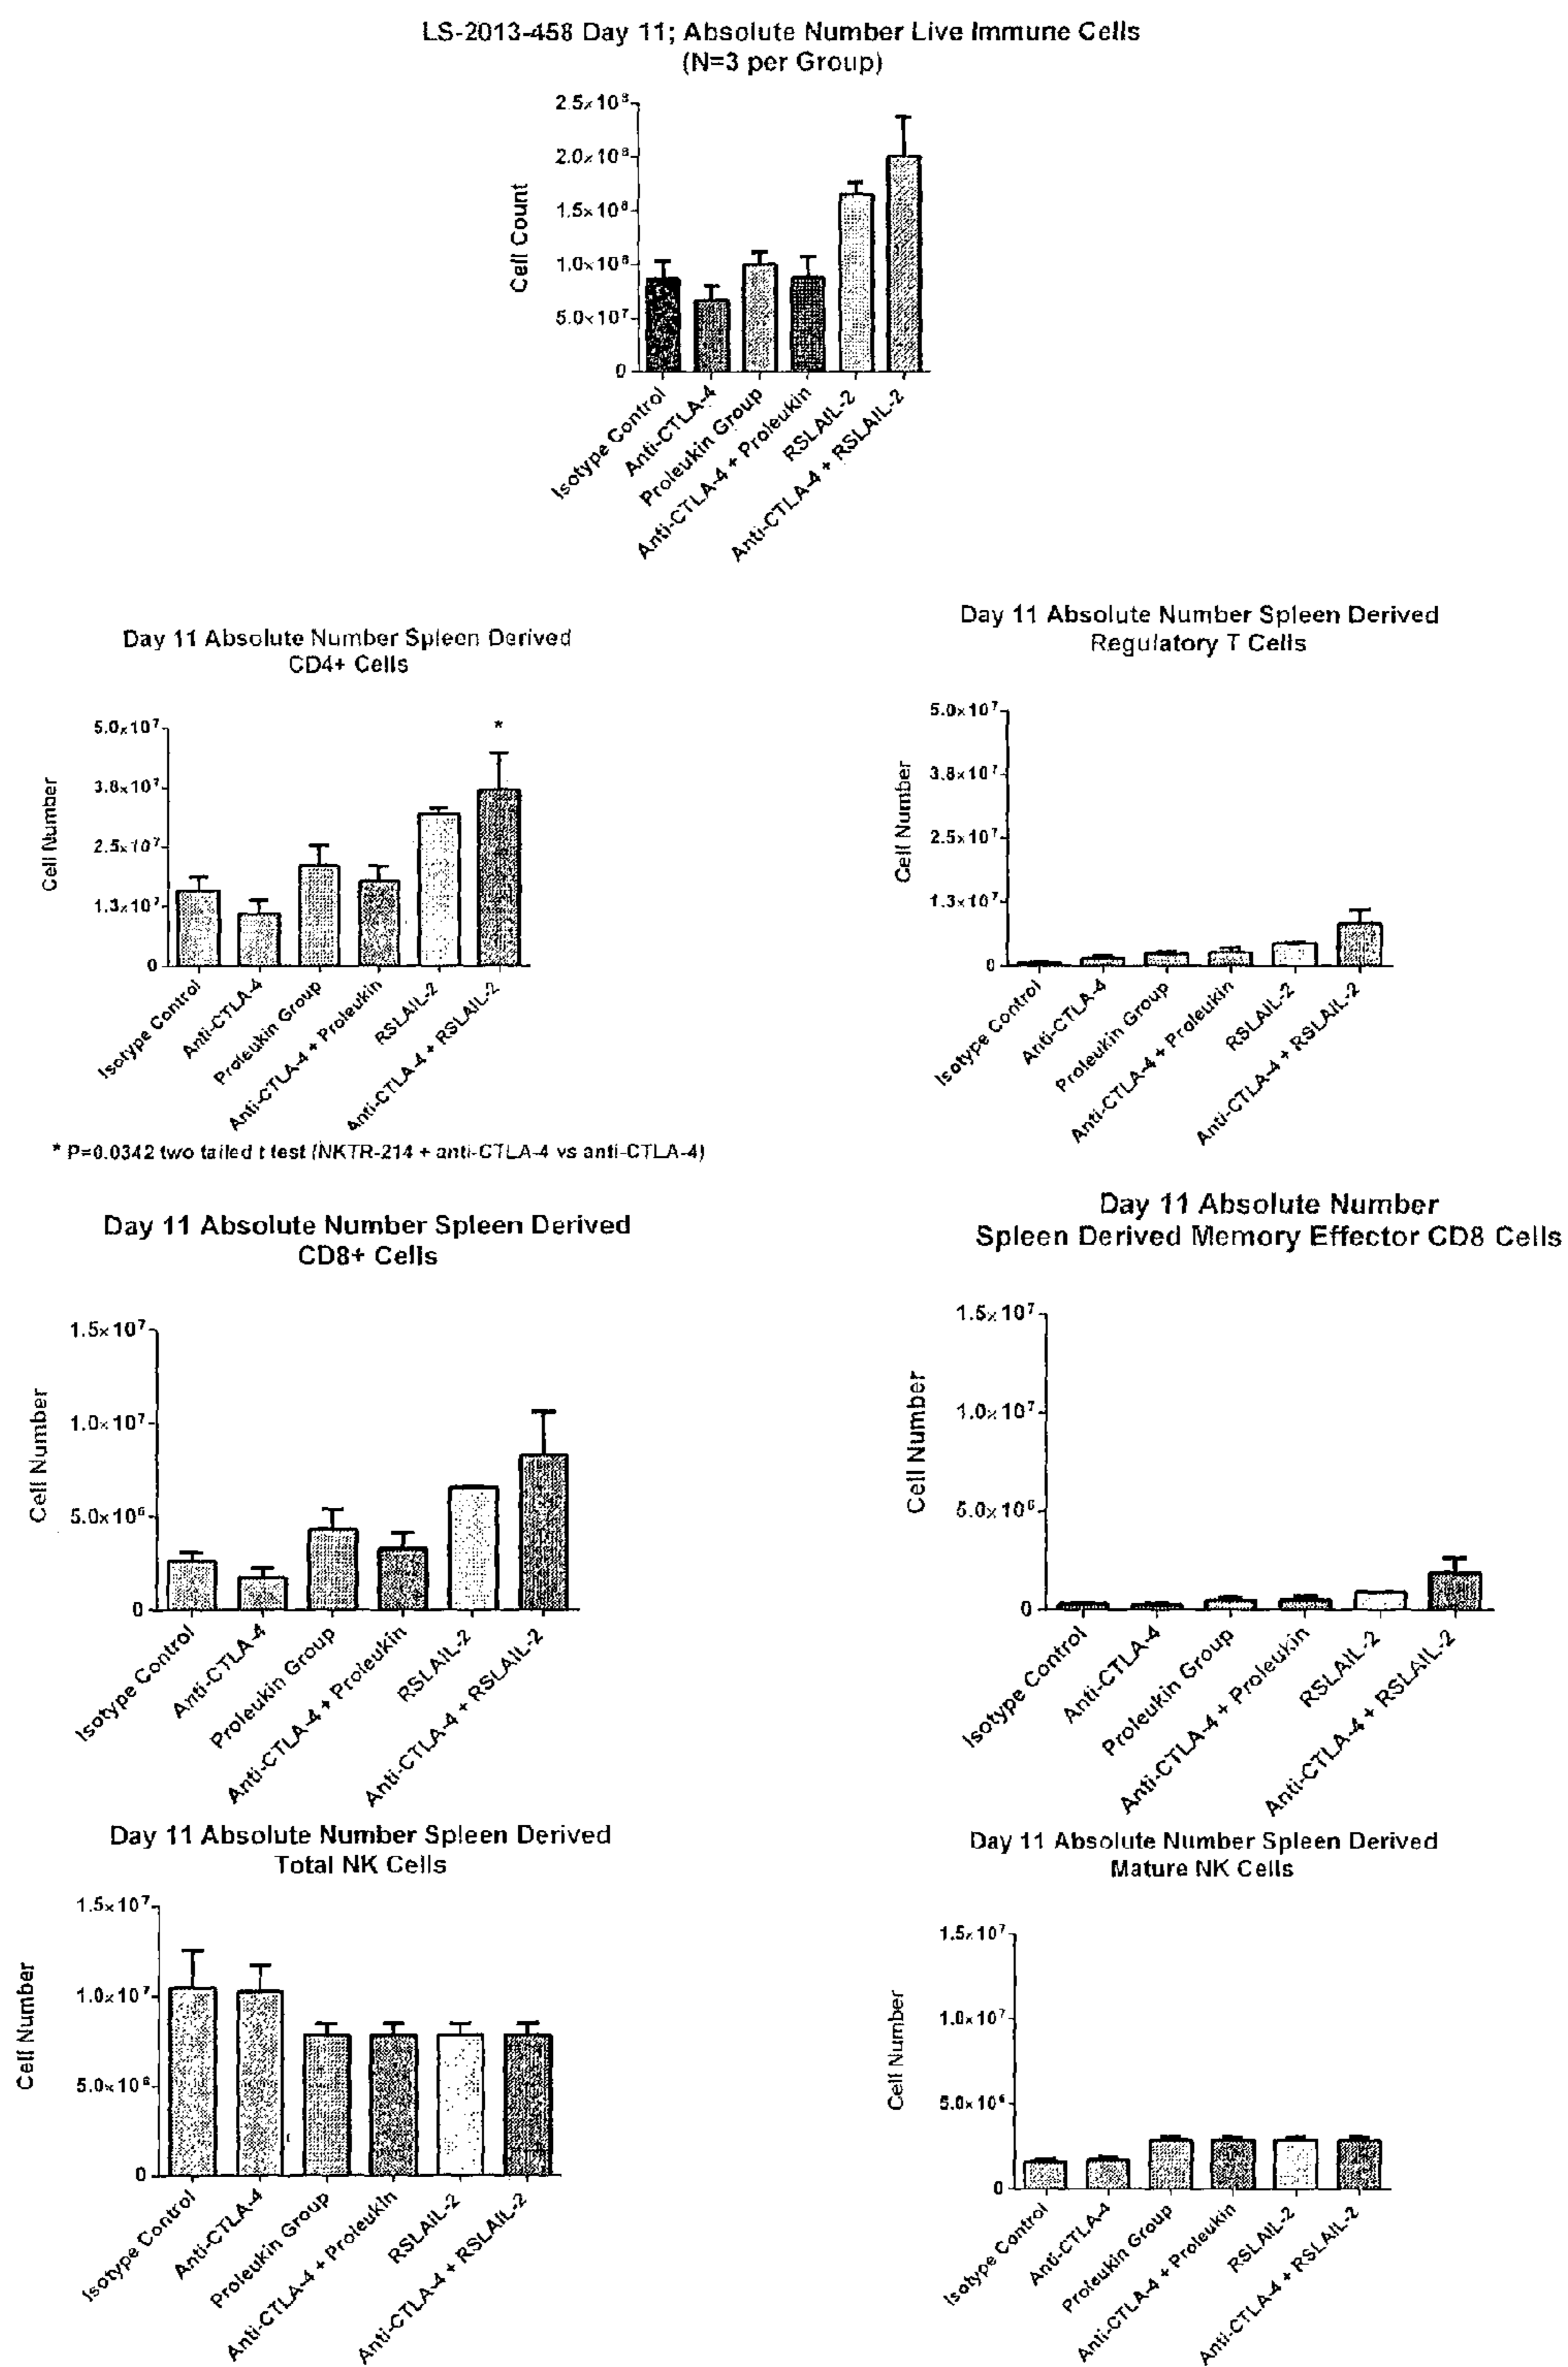 LS-2013-458 Day 11; Absolute Number Live Immune Cells
(N=3 per Group)
Cell Count
2.5×10⁸
2.0×10⁸
1.5×10⁸
1.0×10⁸
5.0×10⁷
0
Isotype Control
Anti-CTLA-4
Proleukin Group
Anti-CTLA-4 + Proleukin
RSLAIL-2
Anti-CTLA-4 + RSLAIL-2
Day 11 Absolute Number Spleen Derived
CD4+ Cells
Cell Number
5.0×10⁷
3.8×10⁷
2.5×10⁷
1.3×10⁷
0
*
Isotype Control
Anti-CTLA-4
Proleukin Group
Anti-CTLA-4 + Proleukin
RSLAIL-2
Anti-CTLA-4 + RSLAIL-2
* P=0.0342 two tailed t test (NKTR-214 + anti-CTLA-4 vs anti-CTLA-4)
Day 11 Absolute Number Spleen Derived
Regulatory T Cells
Cell Number
5.0×10⁷
3.8×10⁷
2.5×10⁷
1.3×10⁷
0
Isotype Control
Anti-CTLA-4
Proleukin Group
Anti-CTLA-4 + Proleukin
RSLAIL-2
Anti-CTLA-4 + RSLAIL-2
Day 11 Absolute Number Spleen Derived
CD8+ Cells
Cell Number
1.5×10⁷
1.0×10⁷
5.0×10⁶
0
Isotype Control
Anti-CTLA-4
Proleukin Group
Anti-CTLA-4 + Proleukin
RSLAIL-2
Anti-CTLA-4 + RSLAIL-2
Day 11 Absolute Number
Spleen Derived Memory Effector CD8 Cells
Cell Number
1.5×10⁷
1.0×10⁷
5.0×10⁶
0
Isotype Control
Anti-CTLA-4
Proleukin Group
Anti-CTLA-4 + Proleukin
RSLAIL-2
Anti-CTLA-4 + RSLAIL-2
Day 11 Absolute Number Spleen Derived
Total NK Cells
Cell Number
1.5×10⁷
1.0×10⁷
5.0×10⁶
0
Isotype Control
Anti-CTLA-4
Proleukin Group
Anti-CTLA-4 + Proleukin
RSLAIL-2
Anti-CTLA-4 + RSLAIL-2
Day 11 Absolute Number Spleen Derived
Mature NK Cells
Cell Number
1.5×10⁷
1.0×10⁷
5.0×10⁶
0
Isotype Control
Anti-CTLA-4
Proleukin Group
Anti-CTLA-4 + Proleukin
RSLAIL-2
Anti-CTLA-4 + RSLAIL-2